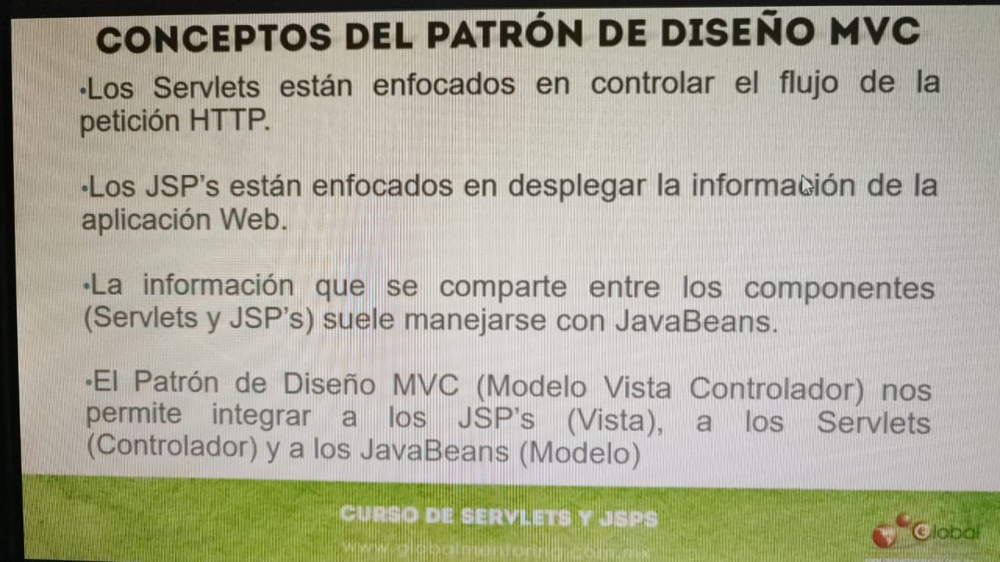 CONCEPTOS DEL PATRÓN DE DISEÑO MVC
•Los Servlets están enfocados en controlar el flujo de la
petición HTTP.
•Los JSP's están enfocados en desplegar la información de la
aplicación Web.
•La información que se comparte entre los componentes
(Servlets y JSP's) suele manejarse con JavaBeans.
•El Patrón de Diseño MVC (Modelo Vista Controlador) nos
permite integrar a los JSP's (Vista), a los Servlets
(Controlador) y a los JavaBeans (Modelo)
CURSO DE SERVLETS Y JSPS
www.globalmentoring.com.mx
Global